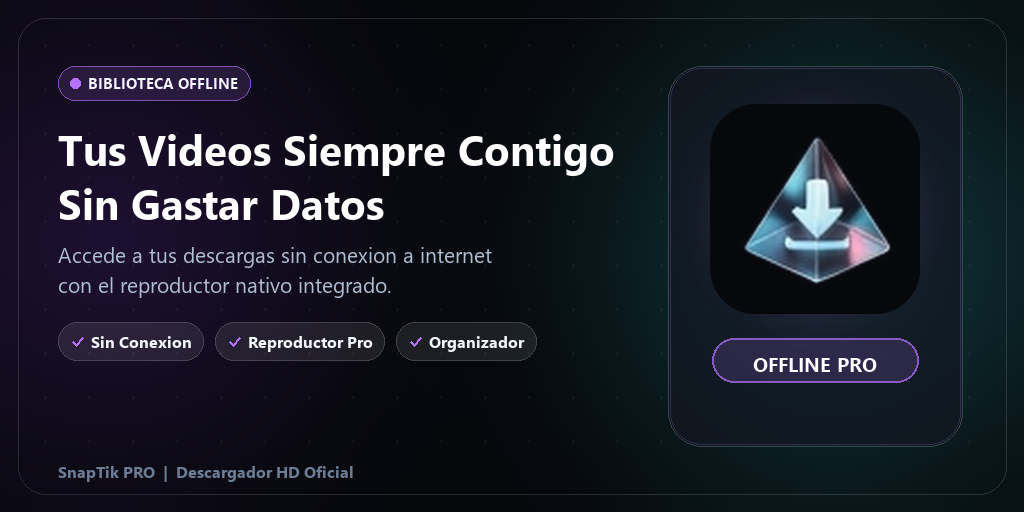 BIBLIOTECA OFFLINE
Tus Videos Siempre Contigo
Sin Gastar Datos
Accede a tus descargas sin conexion a internet
con el reproductor nativo integrado.
Sin Conexion
Reproductor Pro
Organizador
OFFLINE PRO
SnapTik PRO | Descargador HD Oficial